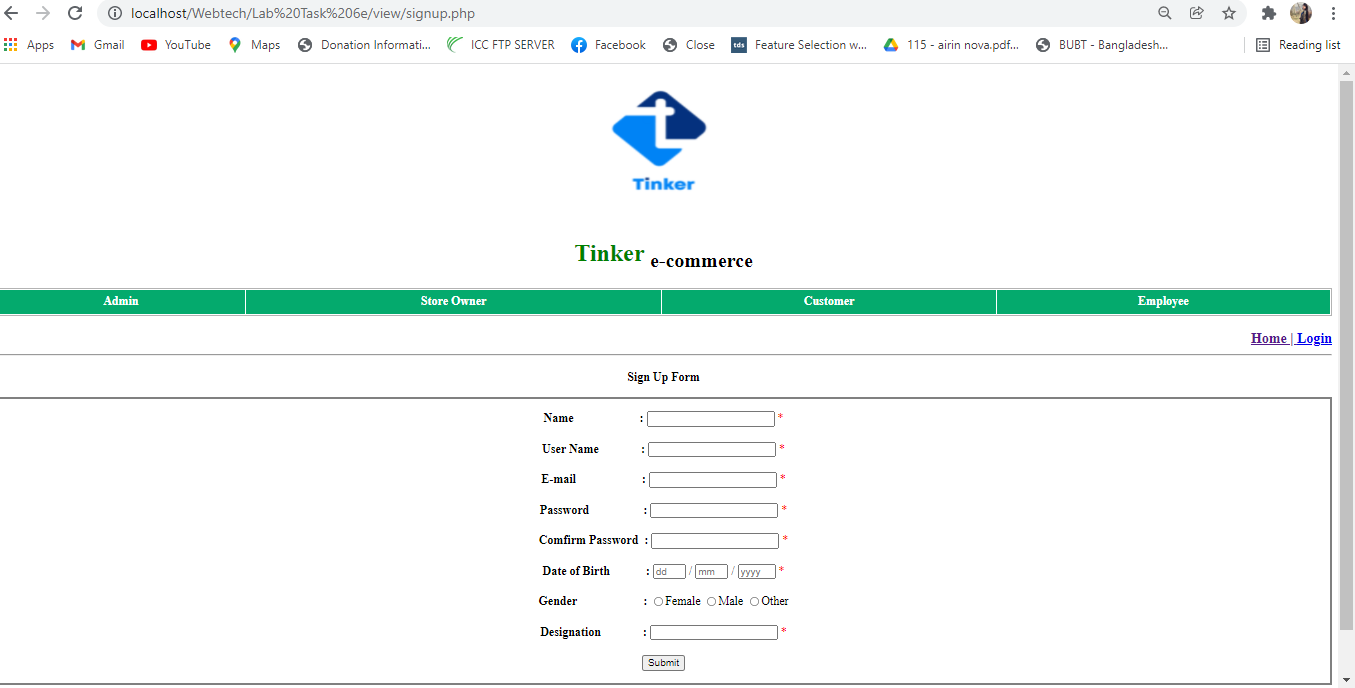 localhost/Webtech/Lab%20Task%206e/view/signup.php
Apps Gmail YouTube Maps Donation Informati... ICC FTP SERVER Facebook Close tds Feature Selection w... 115 - airin nova.pdf... BUBT - Bangladesh... Reading list
t
Tinker
Tinker e-commerce
Admin Store Owner Customer Employee
Home | Login
Sign Up Form
Name : *
User Name : *
E-mail : *
Password : *
Comfirm Password : *
Date of Birth : dd / mm / yyyy *
Gender : Female Male Other
Designation : *
Submit